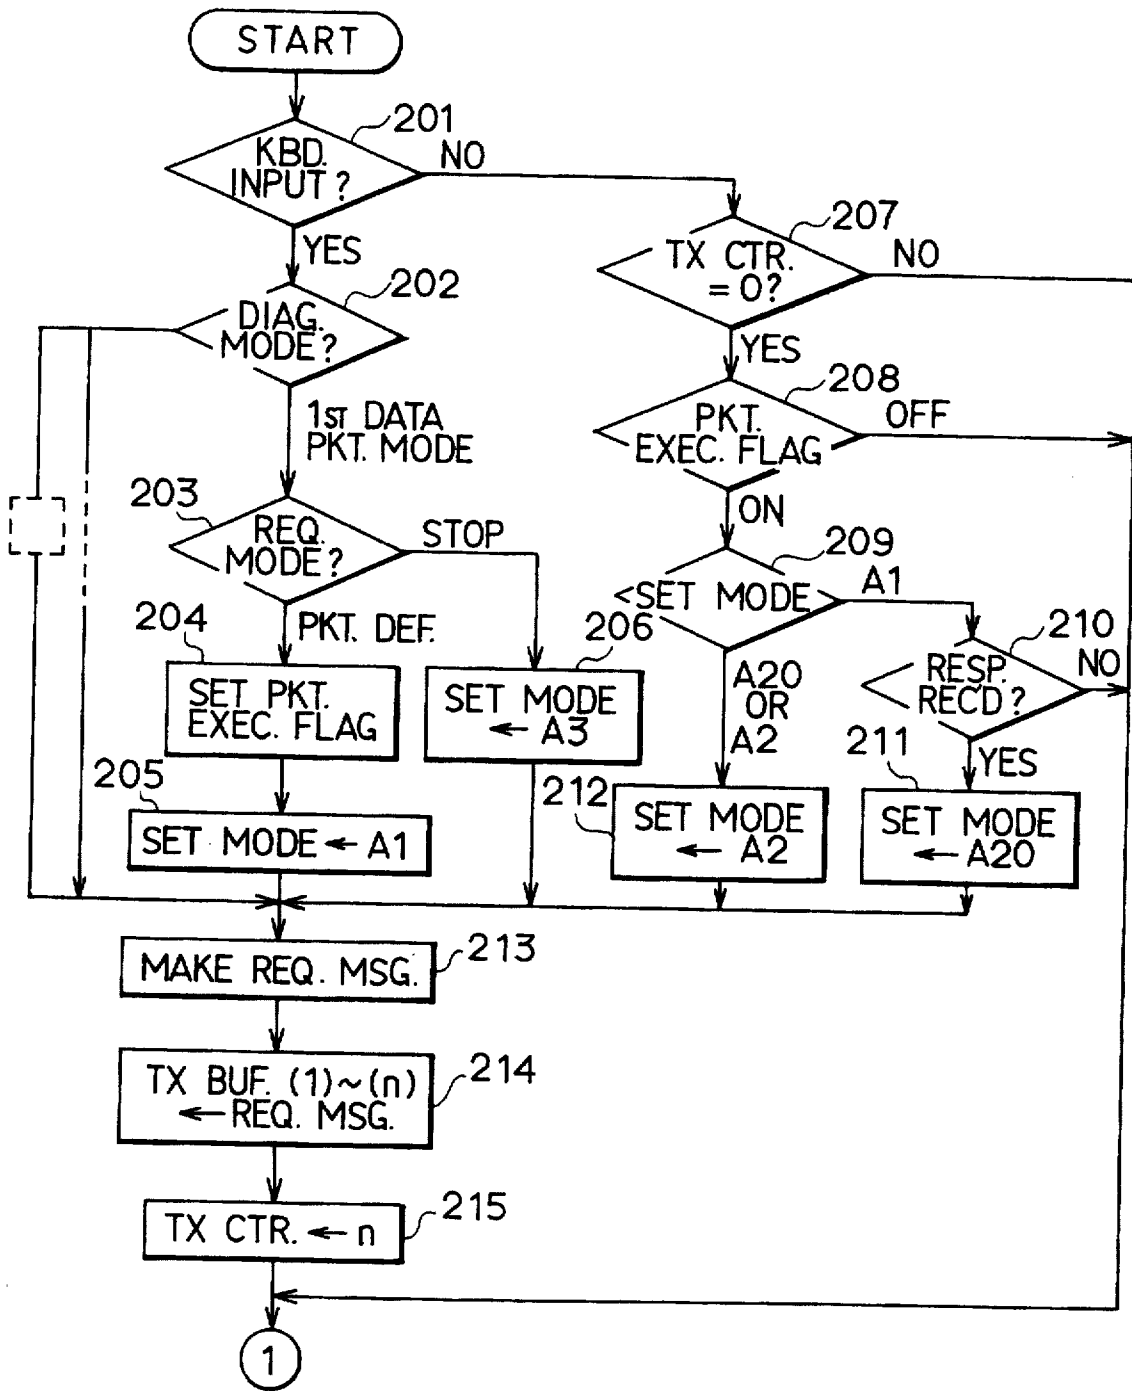 START
201
KBD.
INPUT?
NO
YES
202
DIAG.
MODE?
1ST DATA
PKT. MODE
203
REQ.
MODE?
STOP
PKT. DEF.
204
SET PKT.
EXEC. FLAG
205
SET MODE ← A1
206
SET MODE
← A3
207
TX CTR.
= 0?
NO
YES
208
PKT.
EXEC. FLAG
OFF
ON
209
SET MODE
A1
A20
OR
A2
210
RESP.
REC'D?
NO
YES
211
SET MODE
← A20
212
SET MODE
← A2
213
MAKE REQ. MSG.
214
TX BUF. (1)~(n)
← REQ. MSG.
215
TX CTR. ← n
1